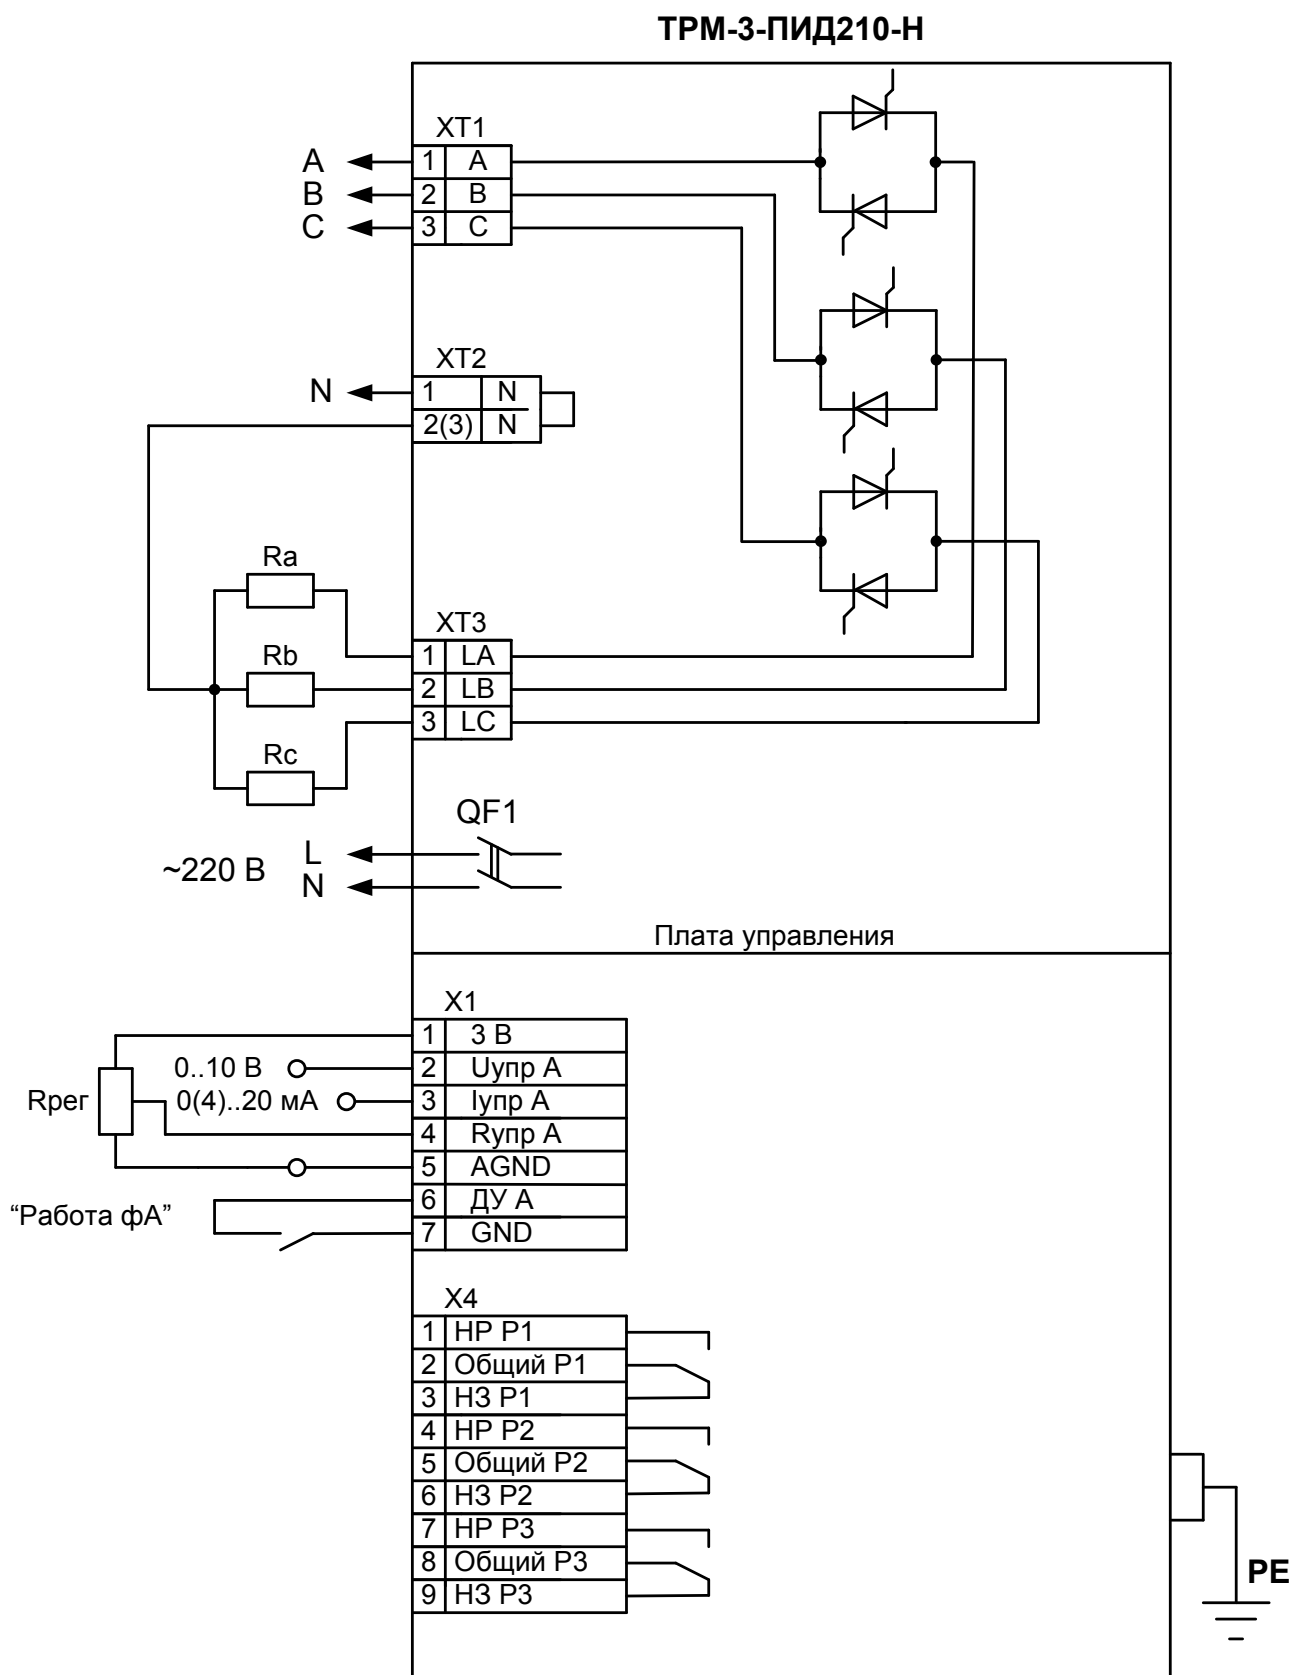 ТРМ-3-ПИД210-Н
XT1
A 1 A
B 2 B
C 3 C
XT2
N 1 N
2(3) N
Ra
XT3
Rb 1 LA
2 LB
3 LC
Rc
QF1
~220 В L
N
Плата управления
X1
1 3 В
0..10 В 2 Uупр А
Rрег 0(4)..20 мА 3 Iупр А
4 Rупр А
5 AGND
“Работа фА” 6 ДУ А
7 GND
X4
1 НР Р1
2 Общий Р1
3 НЗ Р1
4 НР Р2
5 Общий Р2
6 НЗ Р2
7 НР Р3
8 Общий Р3
9 НЗ Р3
PE